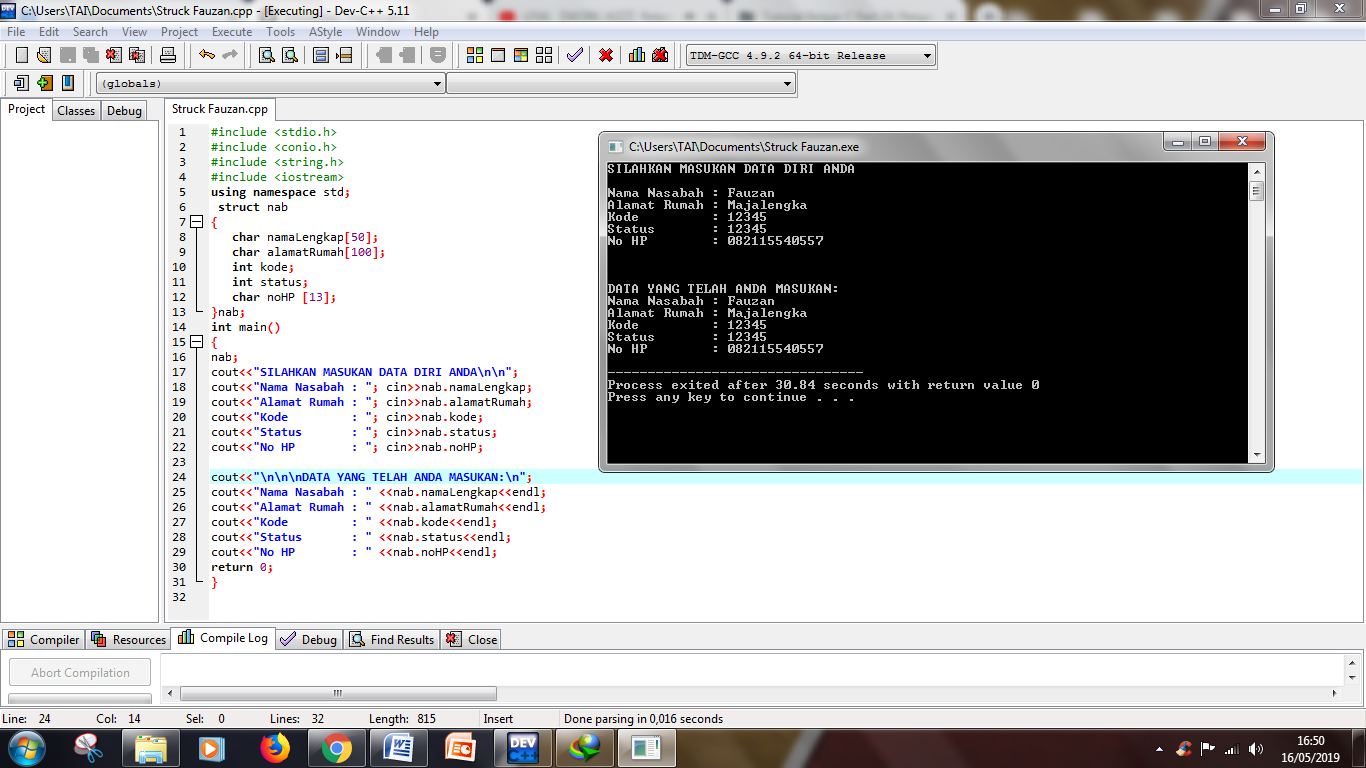 C:\Users\TAI\Documents\Struck Fauzan.cpp - [Executing] - Dev-C++ 5.11
File Edit Search View Project Execute Tools AStyle Window Help
TDM-GCC 4.9.2 64-bit Release
(globals)
Project Classes Debug
Struck Fauzan.cpp
1 #include <stdio.h>
2 #include <conio.h>
3 #include <string.h>
4 #include <iostream>
5 using namespace std;
6 struct nab
7 {
8 char namaLengkap[50];
9 char alamatRumah[100];
10 int kode;
11 int status;
12 char noHP [13];
13 }nab;
14 int main()
15 {
16 nab;
17 cout<<"SILAHKAN MASUKAN DATA DIRI ANDA\n\n";
18 cout<<"Nama Nasabah : "; cin>>nab.namaLengkap;
19 cout<<"Alamat Rumah : "; cin>>nab.alamatRumah;
20 cout<<"Kode         : "; cin>>nab.kode;
21 cout<<"Status       : "; cin>>nab.status;
22 cout<<"No HP        : "; cin>>nab.noHP;
23
24 cout<<"\n\n\nDATA YANG TELAH ANDA MASUKAN:\n";
25 cout<<"Nama Nasabah : " <<nab.namaLengkap<<endl;
26 cout<<"Alamat Rumah : " <<nab.alamatRumah<<endl;
27 cout<<"Kode         : " <<nab.kode<<endl;
28 cout<<"Status       : " <<nab.status<<endl;
29 cout<<"No HP        : " <<nab.noHP<<endl;
30 return 0;
31 }
32
C:\Users\TAI\Documents\Struck Fauzan.exe
SILAHKAN MASUKAN DATA DIRI ANDA
Nama Nasabah : Fauzan
Alamat Rumah : Majalengka
Kode         : 12345
Status       : 12345
No HP        : 082115540557
DATA YANG TELAH ANDA MASUKAN:
Nama Nasabah : Fauzan
Alamat Rumah : Majalengka
Kode         : 12345
Status       : 12345
No HP        : 082115540557
--------------------------------
Process exited after 30.84 seconds with return value 0
Press any key to continue . . .
Compiler Resources Compile Log Debug Find Results Close
Abort Compilation
Line: 24 Col: 14 Sel: 0 Lines: 32 Length: 815 Insert Done parsing in 0,016 seconds
DEV C++
16:50
16/05/2019